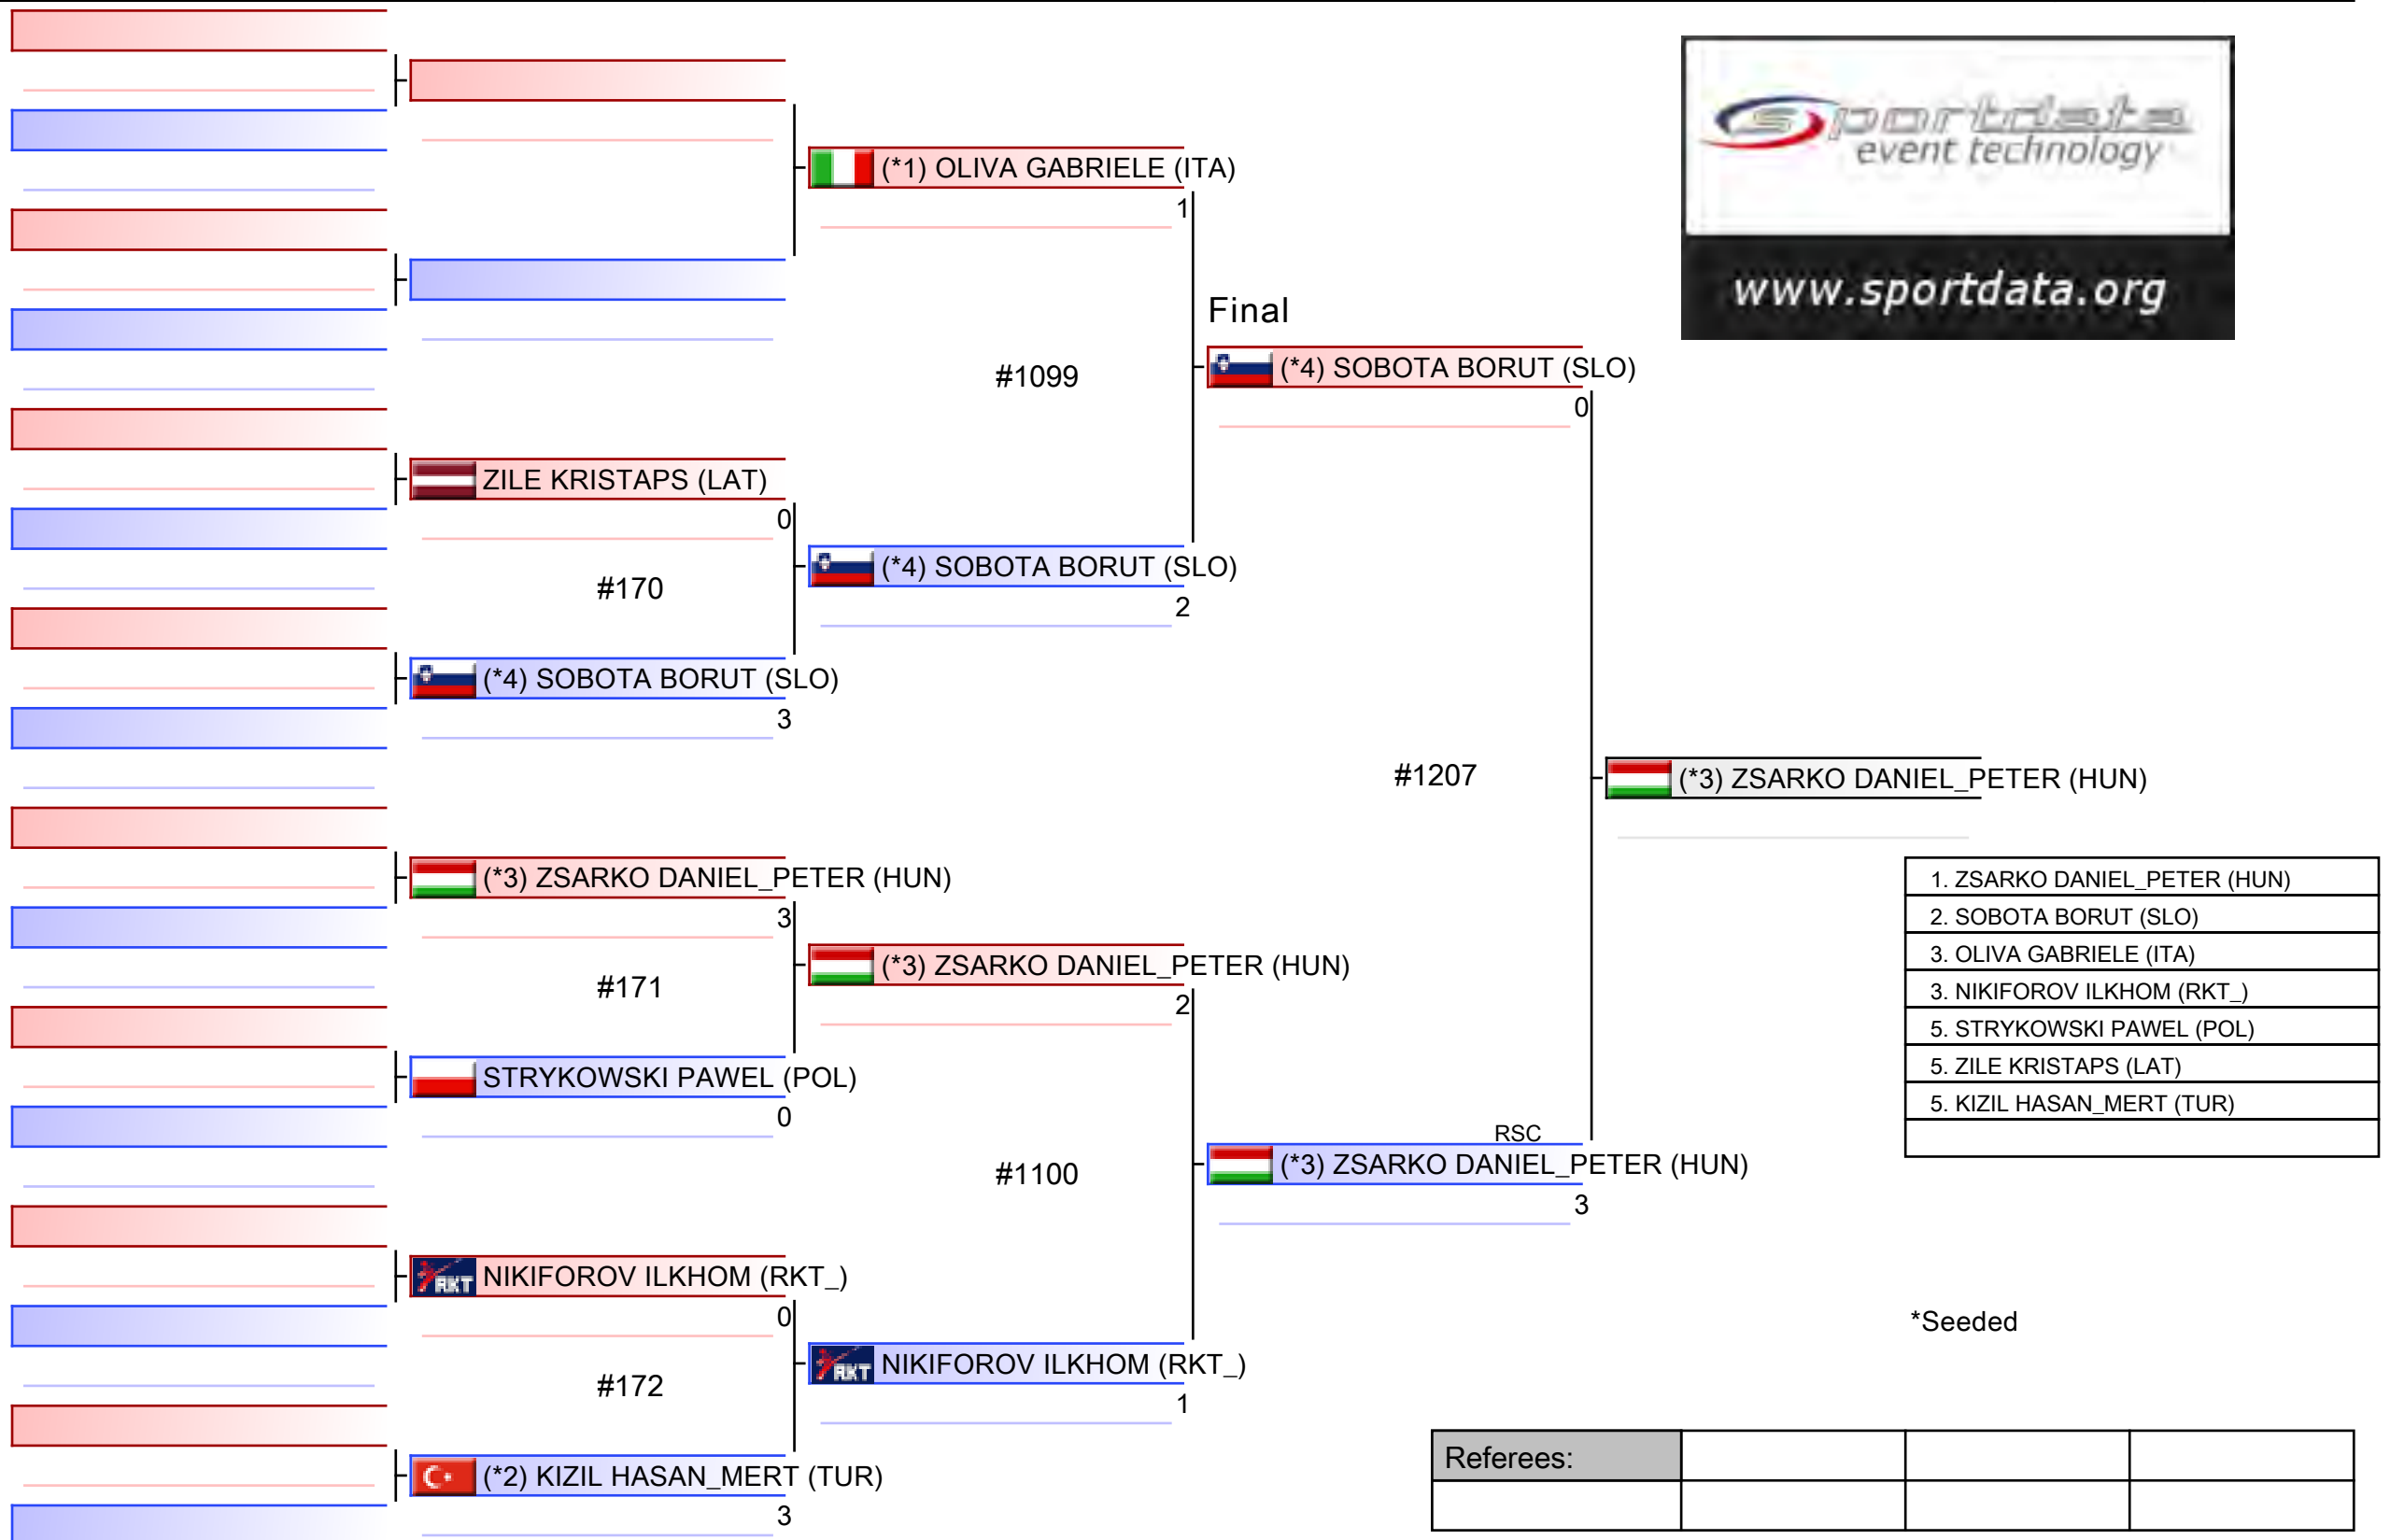 sportdata
event technology
www.sportdata.org
(*1) OLIVA GABRIELE (ITA)
1
Final
#1099
(*4) SOBOTA BORUT (SLO)
0
ZILE KRISTAPS (LAT)
0
#170
(*4) SOBOTA BORUT (SLO)
2
(*4) SOBOTA BORUT (SLO)
3
#1207
(*3) ZSARKO DANIEL_PETER (HUN)
(*3) ZSARKO DANIEL_PETER (HUN)
3
#171
(*3) ZSARKO DANIEL_PETER (HUN)
2
STRYKOWSKI PAWEL (POL)
0
#1100
RSC
(*3) ZSARKO DANIEL_PETER (HUN)
3
1. ZSARKO DANIEL_PETER (HUN)
2. SOBOTA BORUT (SLO)
3. OLIVA GABRIELE (ITA)
3. NIKIFOROV ILKHOM (RKT_)
5. STRYKOWSKI PAWEL (POL)
5. ZILE KRISTAPS (LAT)
5. KIZIL HASAN_MERT (TUR)
RKT NIKIFOROV ILKHOM (RKT_)
0
#172
RKT NIKIFOROV ILKHOM (RKT_)
1
(*2) KIZIL HASAN_MERT (TUR)
3
*Seeded
Referees: